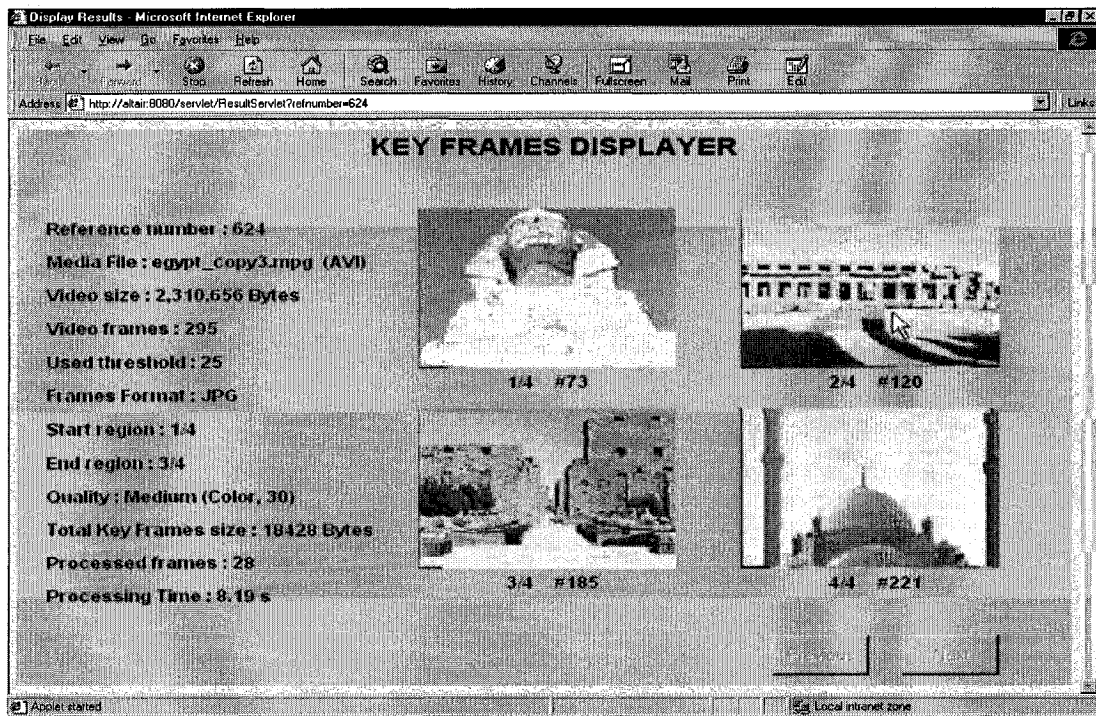 Display Results - Microsoft Internet Explorer
File Edit View Go Favorites Help
Back Forward Stop Refresh Home Search Favorites History Channels Fullscreen Mail Print Edit
Address http://altair:8080/servlet/ResultServlet?refnumber=624 Links
KEY FRAMES DISPLAYER
Reference number : 624
Media File : egypt_copy3.mpg (AVI)
Video size : 2,310,656 Bytes
Video frames : 295
Used threshold : 25
Frames Format : JPG
Start region : 1/4
End region : 3/4
Quality : Medium (Color, 30)
Total Key Frames size : 18428 Bytes
Processed frames : 28
Processing Time : 8.19 s
1/4 #73
2/4 #120
3/4 #185
4/4 #221
Applet started
Local intranet zone